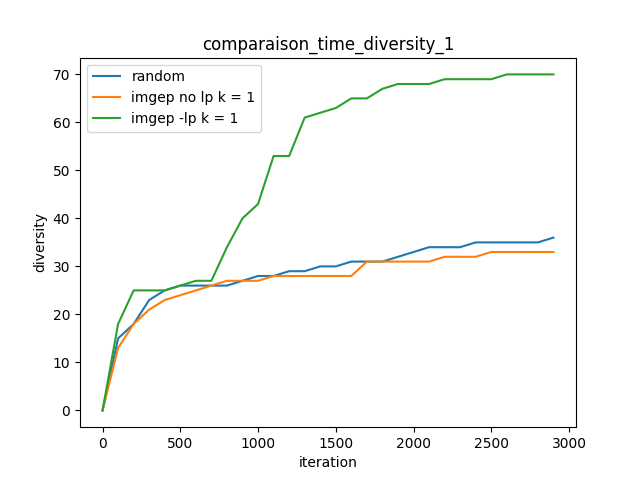 comparaison_time_diversity_1
random
imgep no lp k = 1
imgep -lp k = 1
70
60
50
40
30
20
10
0
diversity
0 500 1000 1500 2000 2500 3000
iteration